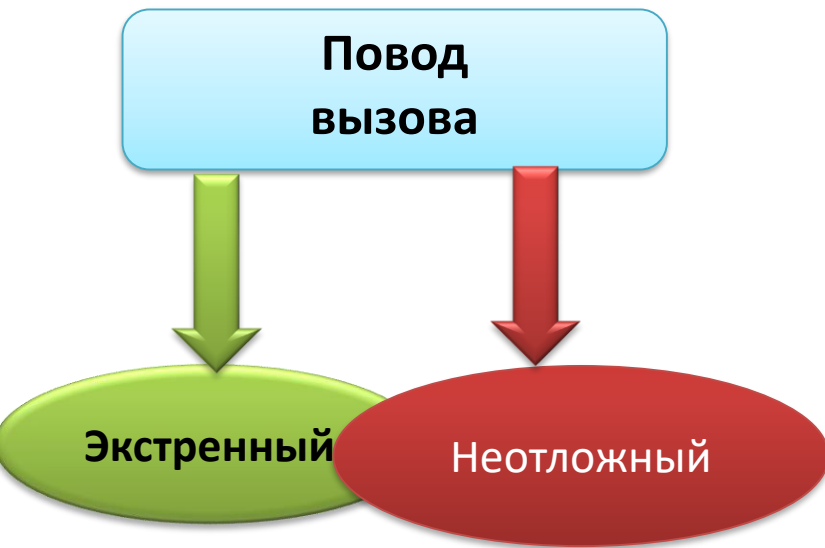 Повод
вызова
Экстренный
Неотложный